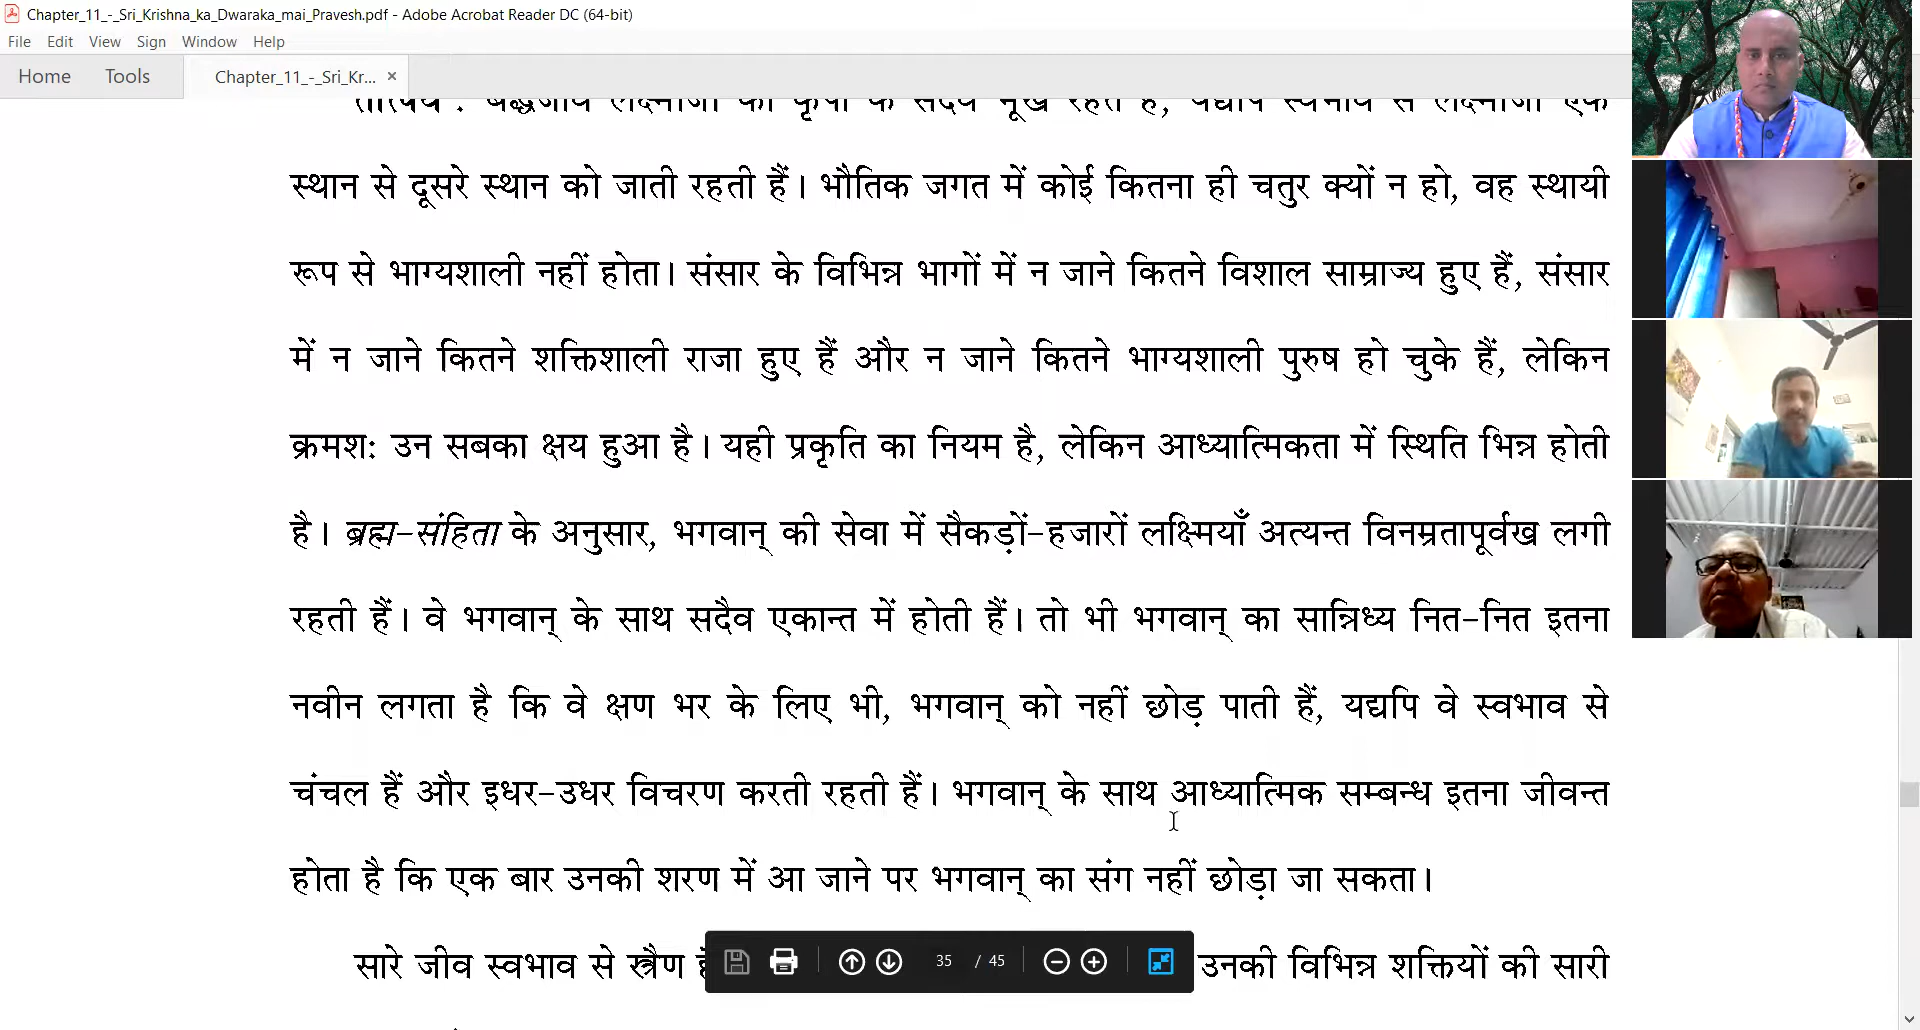 Chapter_11_-_Sri_Krishna_ka_Dwaraka_mai_Pravesh.pdf - Adobe Acrobat Reader DC (64-bit)
File Edit View Sign Window Help
Home Tools Chapter_11_-_Sri_Kr... ×
स्थान से दूसरे स्थान को जाती रहती हैं। भौतिक जगत में कोई कितना ही चतुर क्यों न हो, वह स्थायी
रूप से भाग्यशाली नहीं होता। संसार के विभिन्न भागों में न जाने कितने विशाल साम्राज्य हुए हैं, संसार
में न जाने कितने शक्तिशाली राजा हुए हैं और न जाने कितने भाग्यशाली पुरुष हो चुके हैं, लेकिन
क्रमशः उन सबका क्षय हुआ है। यही प्रकृति का नियम है, लेकिन आध्यात्मिकता में स्थिति भिन्न होती
है। ब्रह्म-संहिता के अनुसार, भगवान् की सेवा में सैकड़ों-हजारों लक्ष्मियाँ अत्यन्त विनम्रतापूर्वख लगी
रहती हैं। वे भगवान् के साथ सदैव एकान्त में होती हैं। तो भी भगवान् का सान्निध्य नित-नित इतना
नवीन लगता है कि वे क्षण भर के लिए भी, भगवान् को नहीं छोड़ पाती हैं, यद्यपि वे स्वभाव से
चंचल हैं और इधर-उधर विचरण करती रहती हैं। भगवान् के साथ आध्यात्मिक सम्बन्ध इतना जीवन्त
होता है कि एक बार उनकी शरण में आ जाने पर भगवान् का संग नहीं छोड़ा जा सकता।
सारे जीव स्वभाव से स्त्रैण उनकी विभिन्न शक्तियों की सारी
35 / 45